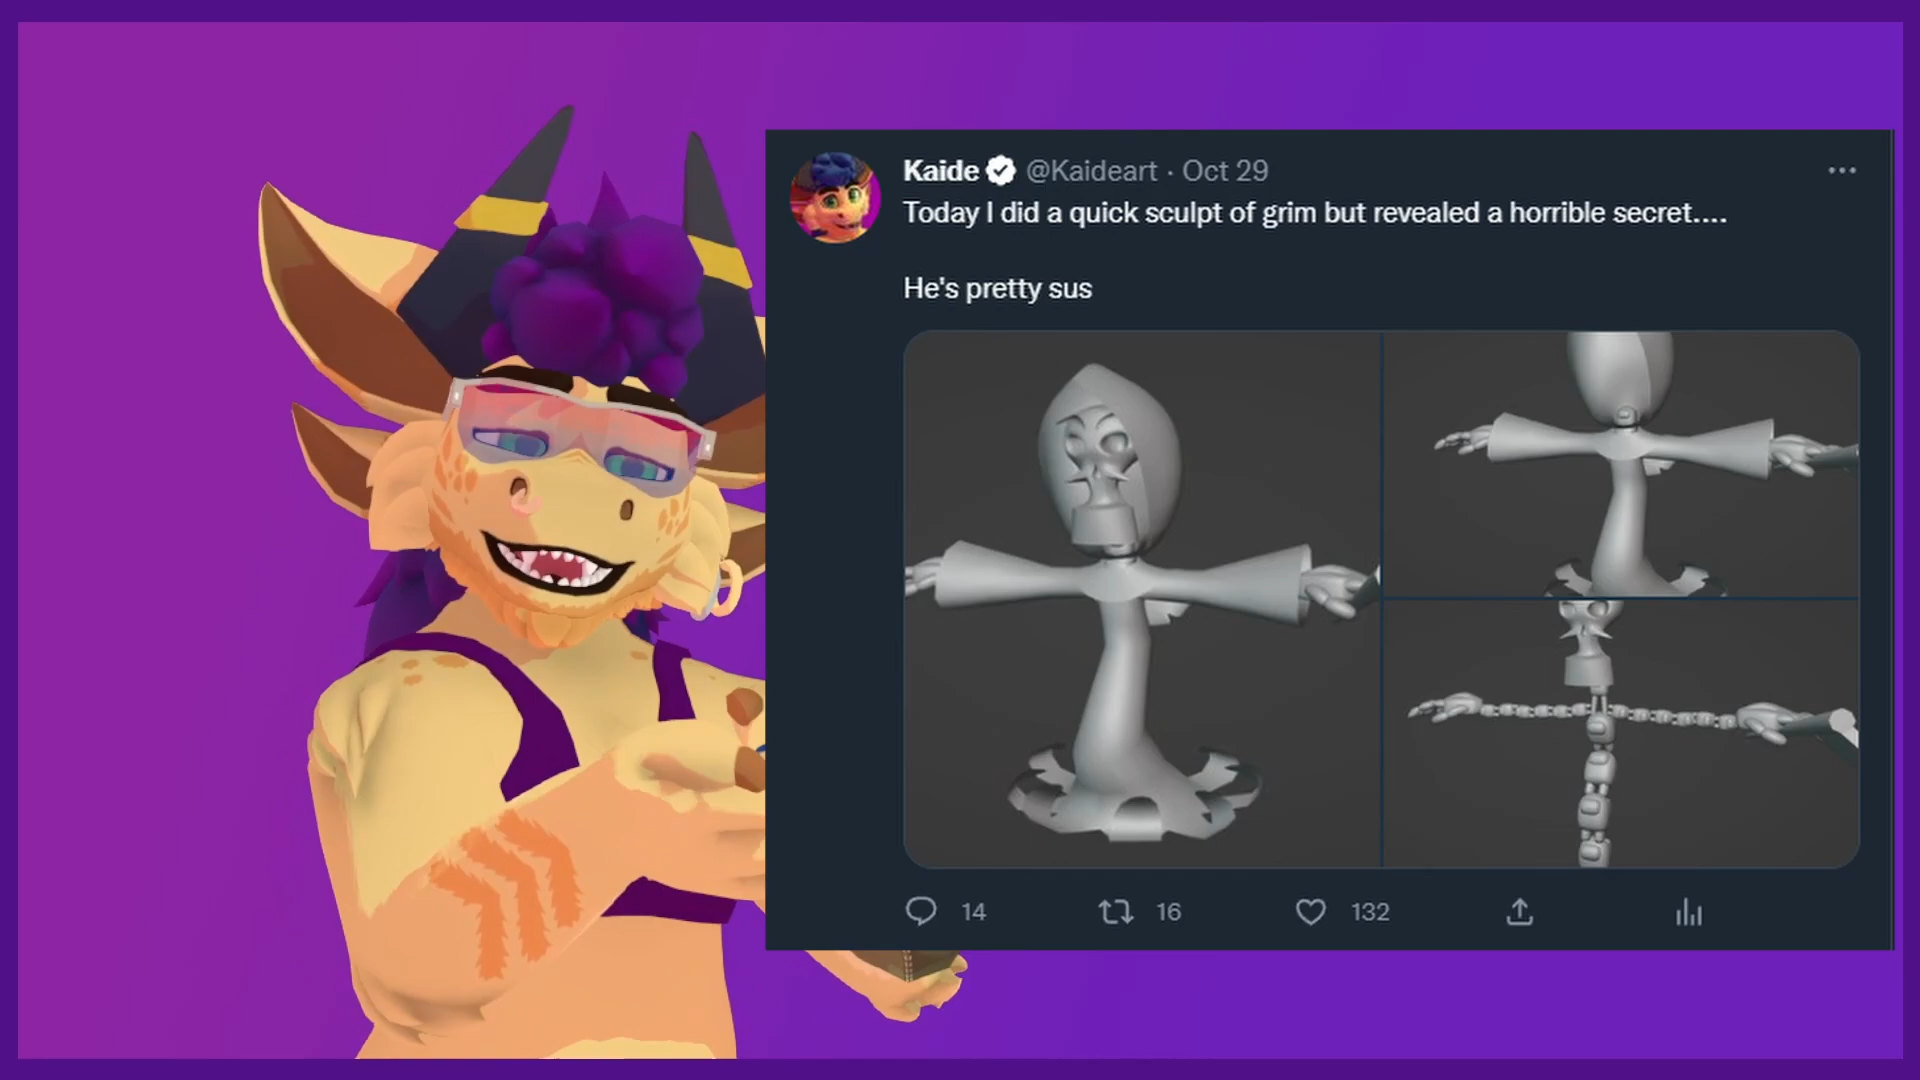 Kaide @Kaideart · Oct 29
Today I did a quick sculpt of grim but revealed a horrible secret....
He's pretty sus
14 16 132